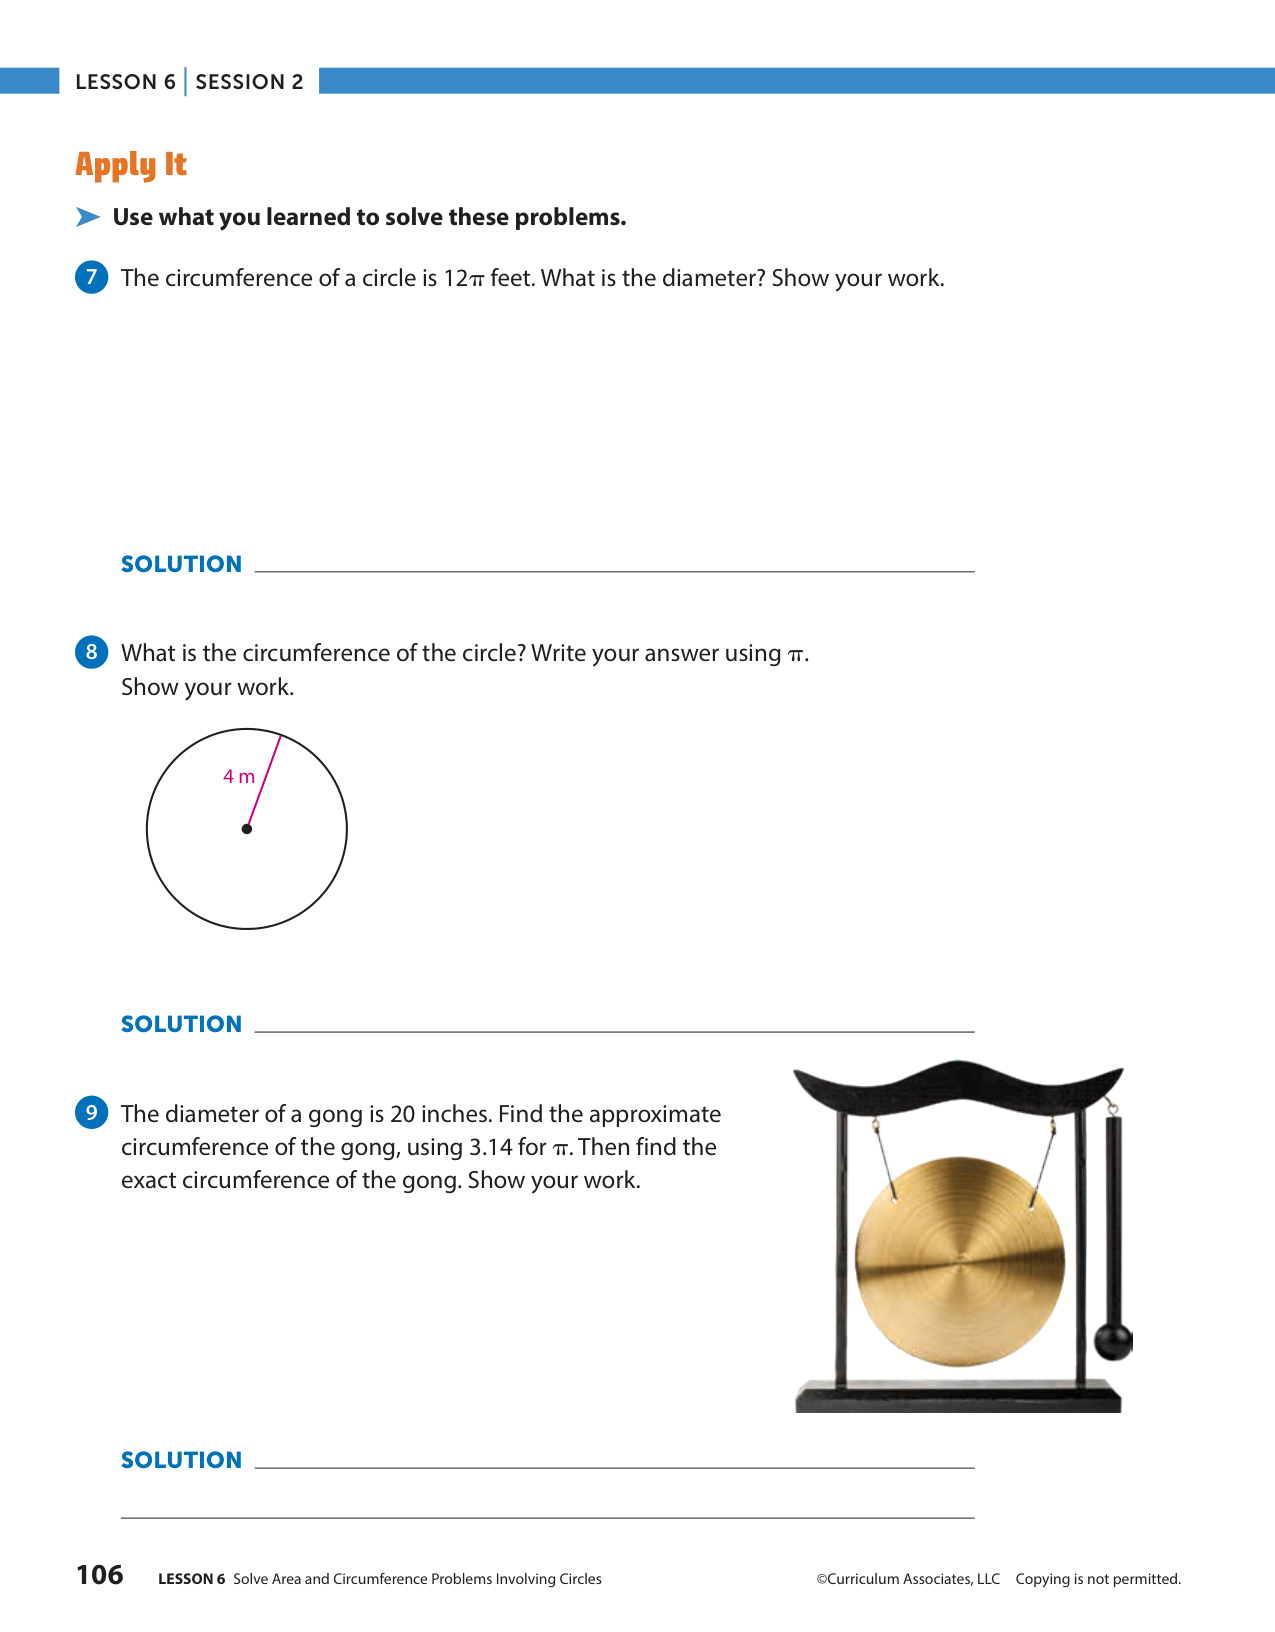 LESSON 6 | SESSION 2
Apply It
➤ Use what you learned to solve these problems.
7 The circumference of a circle is 12π feet. What is the diameter? Show your work.
SOLUTION
8 What is the circumference of the circle? Write your answer using π.
Show your work.
4 m
SOLUTION
9 The diameter of a gong is 20 inches. Find the approximate
circumference of the gong, using 3.14 for π. Then find the
exact circumference of the gong. Show your work.
SOLUTION
106 LESSON 6 Solve Area and Circumference Problems Involving Circles ©Curriculum Associates, LLC Copying is not permitted.